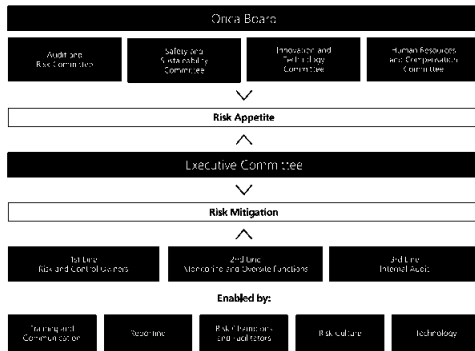 Orica Board
Audit and
Risk Committee
Safety and
Sustainability
Committee
Innovation and
Technology
Committee
Human Resources
and Compensation
Committee
Risk Appetite
Executive Committee
Risk Mitigation
1st Line
Risk and Control Owners
2nd Line
Monitoring and Oversite Functions
3rd Line
Internal Audit
Enabled by:
Training and
Communication
Reporting
Risk Champions
and Facilitators
Risk Culture
Technology